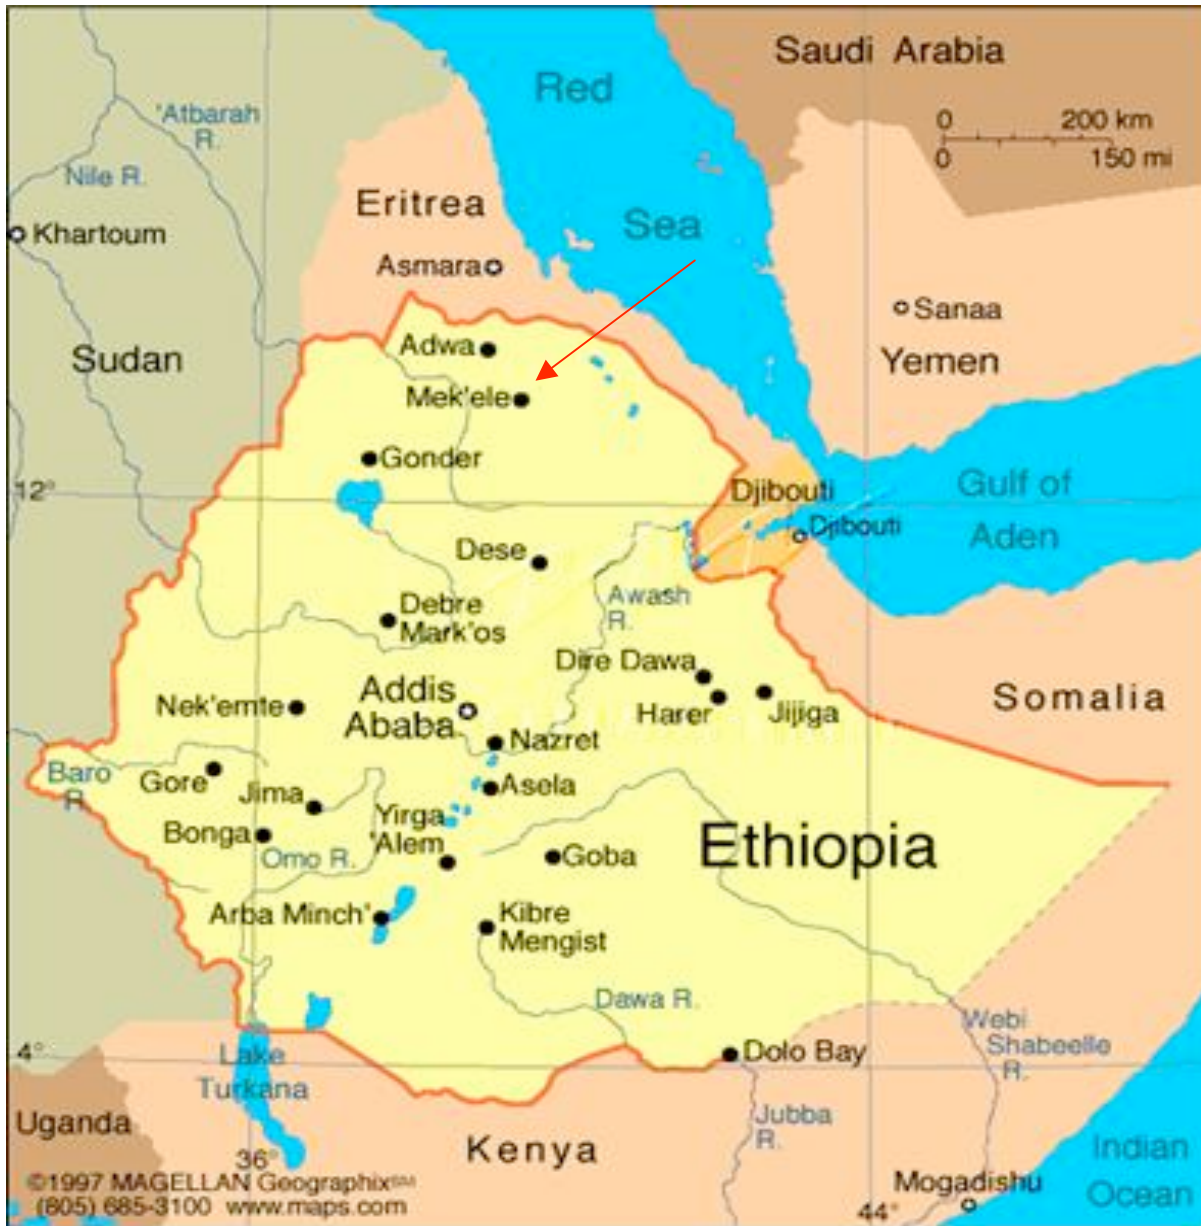 Saudi Arabia
Red
0 200 km
0 150 mi
'Atbarah
R.
Nile R.
Eritrea
Sea
Khartoum
Asmara
Sanaa
Sudan
Adwa
Yemen
Mek'ele
Gonder
12°
Djibouti
Gulf of
Aden
Djibouti
Dese
Awash
R.
Debre
Mark'os
Dire Dawa
Addis
Ababa
Nek'emte
Harer
Jijiga
Somalia
Nazret
Baro
R.
Gore
Jima
Asela
Yirga
'Alem
Bonga
Omo R.
Goba
Ethiopia
Arba Minch'
Kibre
Mengist
Dawa R.
Webi
Shabeelle
R.
4°
Lake
Turkana
Dolo Bay
Uganda
Kenya
Jubba
R.
Indian
Ocean
36°
Mogadishu
44°
©1997 MAGELLAN Geographix℠
(805) 685-3100 www.maps.com